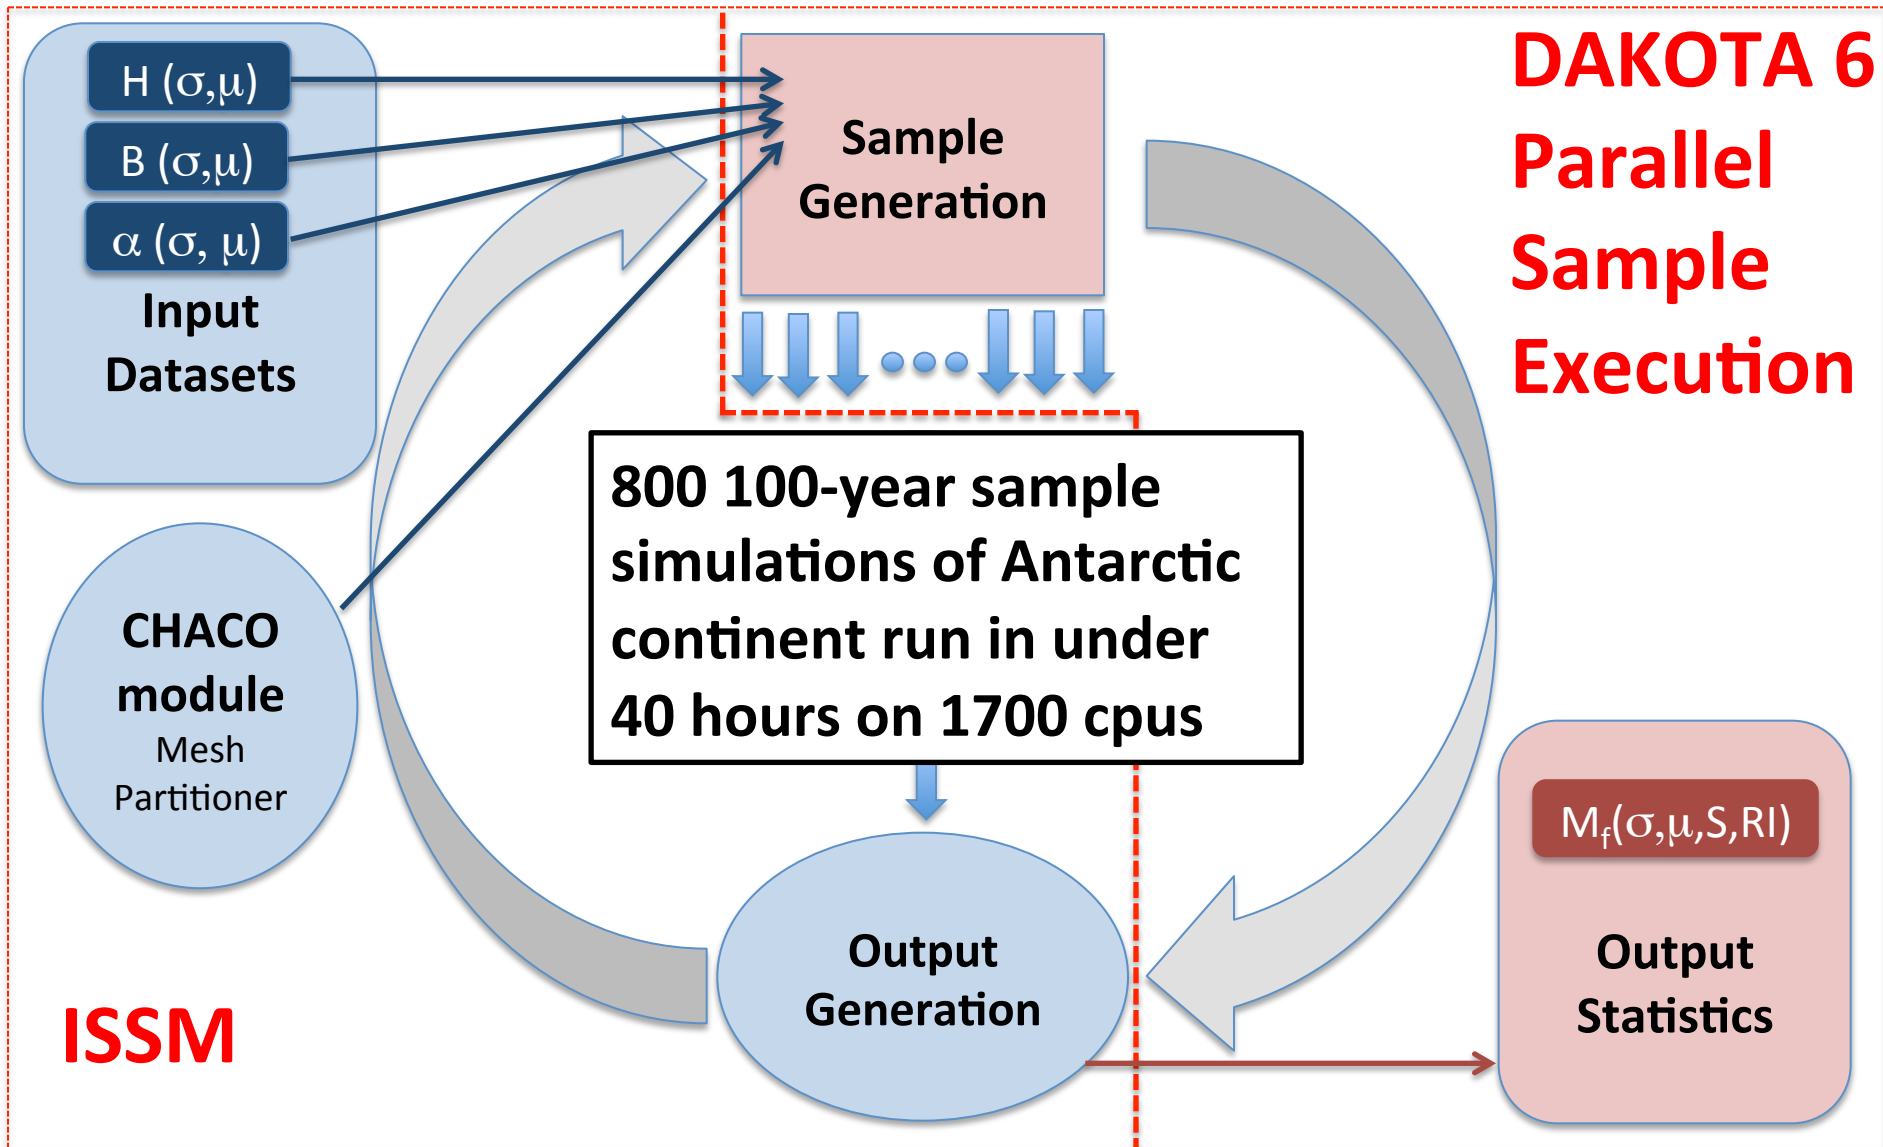 H (σ,μ)
B (σ,μ)
α (σ, μ)
Input
Datasets
CHACO
module
Mesh
Partitioner
ISSM
Sample
Generation
800 100-year sample
simulations of Antarctic
continent run in under
40 hours on 1700 cpus
Output
Generation
DAKOTA 6
Parallel
Sample
Execution
Mf(σ,μ,S,RI)
Output
Statistics